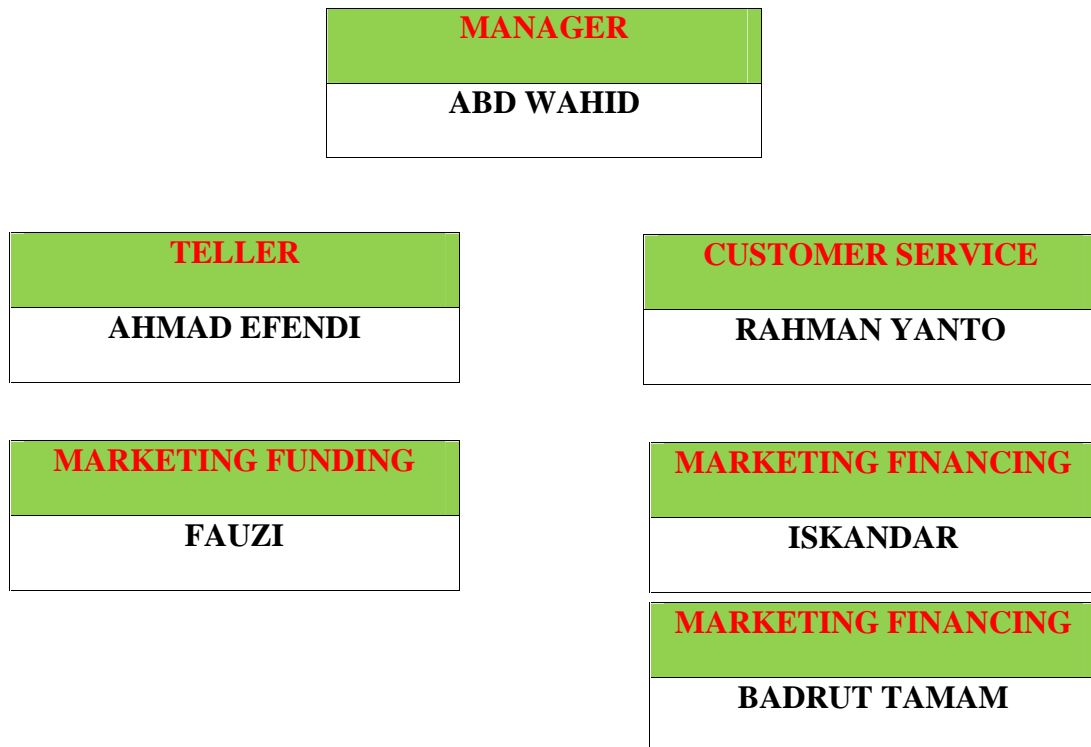 MANAGER
ABD WAHID
TELLER
AHMAD EFENDI
CUSTOMER SERVICE
RAHMAN YANTO
MARKETING FUNDING
FAUZI
MARKETING FINANCING
ISKANDAR
MARKETING FINANCING
BADRUT TAMAM